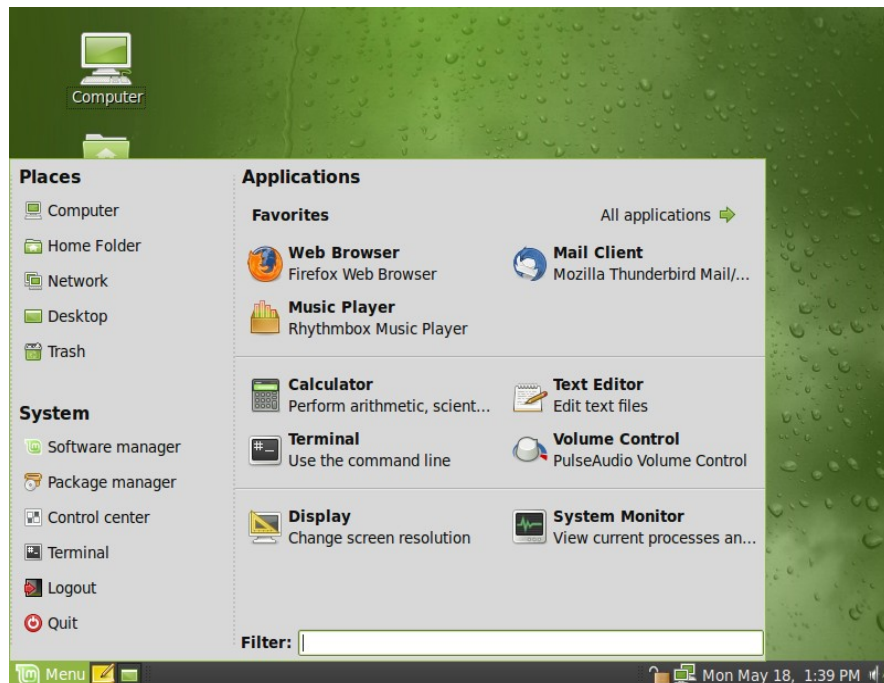 Computer
Places
Computer
Home Folder
Network
Desktop
Trash
System
Software manager
Package manager
Control center
Terminal
Logout
Quit
Applications
Favorites
All applications
Web Browser
Firefox Web Browser
Mail Client
Mozilla Thunderbird Mail/...
Music Player
Rhythmbox Music Player
Calculator
Perform arithmetic, scient...
Text Editor
Edit text files
Terminal
Use the command line
Volume Control
PulseAudio Volume Control
Display
Change screen resolution
System Monitor
View current processes an...
Filter:
Menu
Mon May 18, 1:39 PM